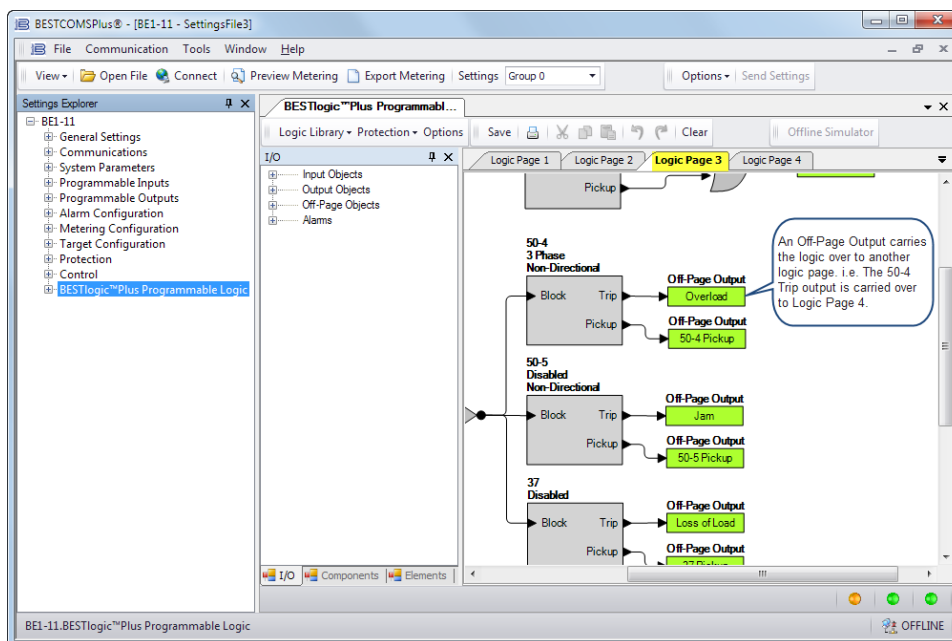 BESTCOMSPlus® - [BE1-11 - SettingsFile3]
File Communication Tools Window Help
View Open File Connect Preview Metering Export Metering Settings Group 0 Options Send Settings
Settings Explorer
BE1-11
General Settings
Communications
System Parameters
Programmable Inputs
Programmable Outputs
Alarm Configuration
Metering Configuration
Target Configuration
Protection
Control
BESTlogic™Plus Programmable Logic
BESTlogic™Plus Programmabl...
Logic Library Protection Options Save Clear Offline Simulator
I/O
Input Objects
Output Objects
Off-Page Objects
Alarms
I/O Components Elements
Logic Page 1 Logic Page 2 Logic Page 3 Logic Page 4
Pickup
50-4
3 Phase
Non-Directional
Block Trip
Pickup
Off-Page Output
Overload
Off-Page Output
50-4 Pickup
An Off-Page Output carries
the logic over to another
logic page. i.e. The 50-4
Trip output is carried over
to Logic Page 4.
50-5
Disabled
Non-Directional
Block Trip
Pickup
Off-Page Output
Jam
Off-Page Output
50-5 Pickup
37
Disabled
Block Trip
Pickup
Off-Page Output
Loss of Load
Off-Page Output
37 Pickup
BE1-11.BESTlogic™Plus Programmable Logic
OFFLINE